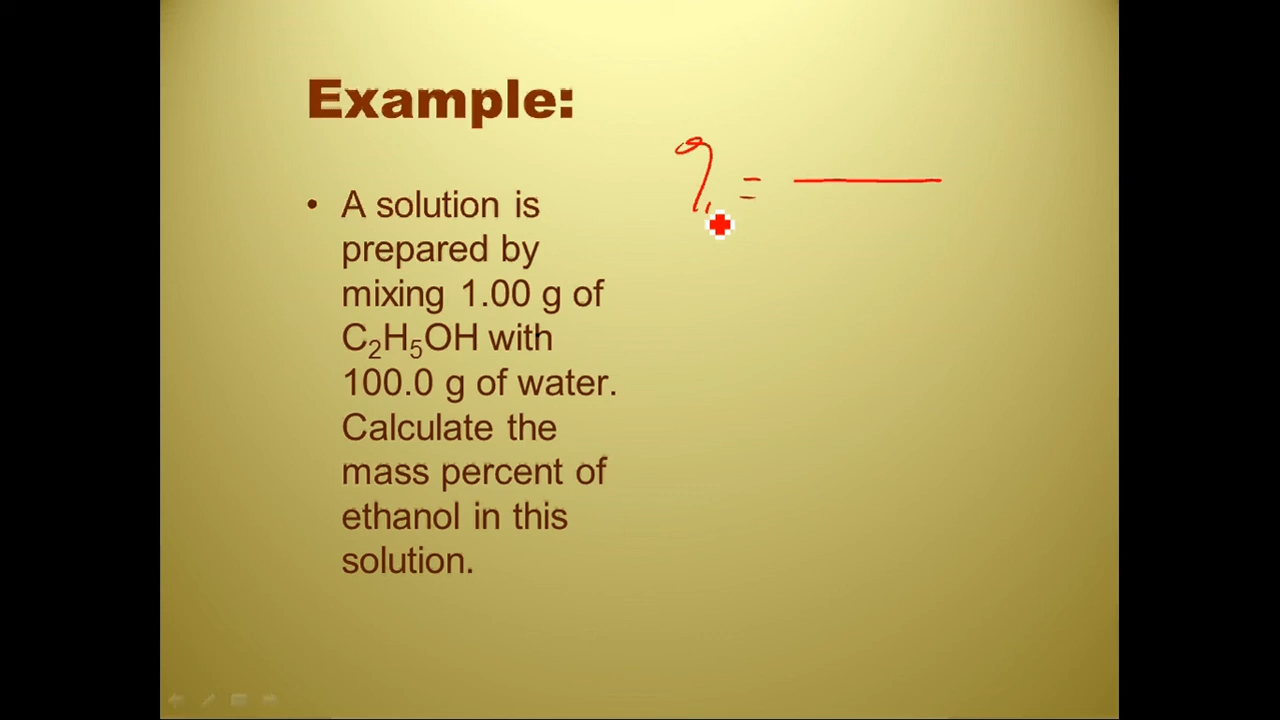 Example:
% =
• A solution is
prepared by
mixing 1.00 g of
C₂H₅OH with
100.0 g of water.
Calculate the
mass percent of
ethanol in this
solution.